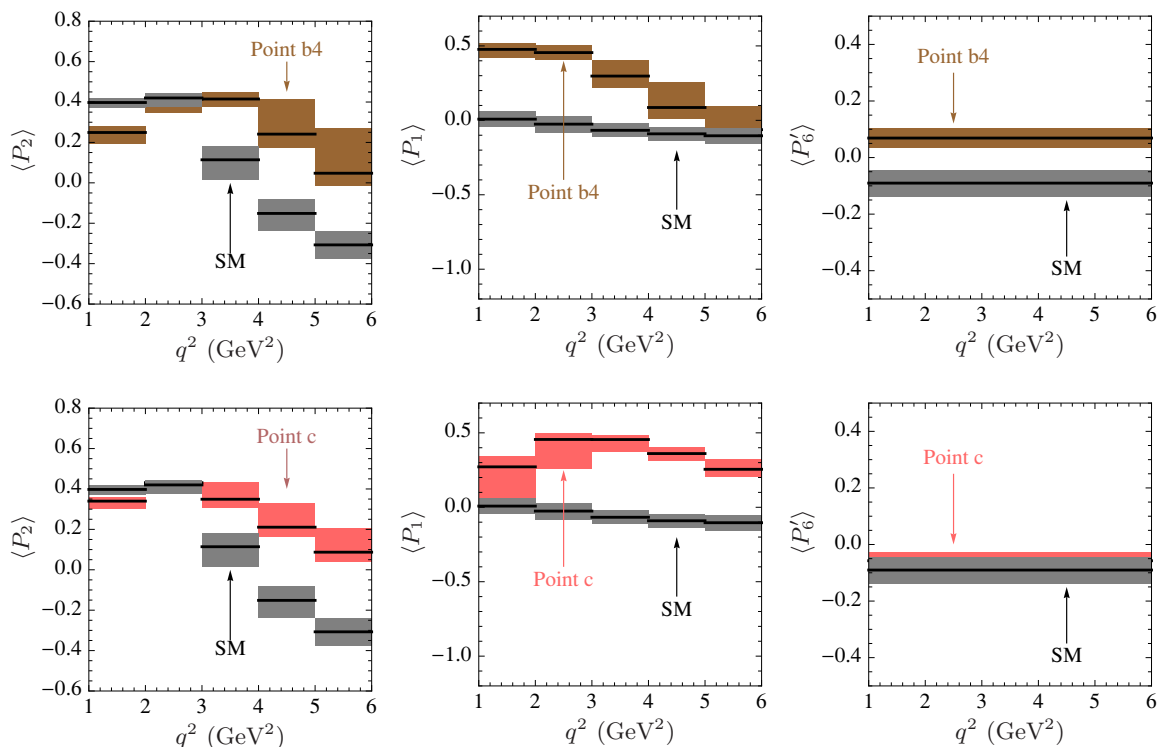 0.8
0.6
0.4
0.2
0.0
−0.2
−0.4
−0.6
⟨P₂⟩
Point b4
SM
1 2 3 4 5 6
q² (GeV²)
0.5
0.0
−0.5
−1.0
⟨P₁⟩
Point b4
SM
1 2 3 4 5 6
q² (GeV²)
0.4
0.2
0.0
−0.2
−0.4
⟨P′₆⟩
Point b4
SM
1 2 3 4 5 6
q² (GeV²)
0.8
0.6
0.4
0.2
0.0
−0.2
−0.4
−0.6
⟨P₂⟩
Point c
SM
1 2 3 4 5 6
q² (GeV²)
0.5
0.0
−0.5
−1.0
⟨P₁⟩
Point c
SM
1 2 3 4 5 6
q² (GeV²)
0.4
0.2
0.0
−0.2
−0.4
⟨P′₆⟩
Point c
SM
1 2 3 4 5 6
q² (GeV²)